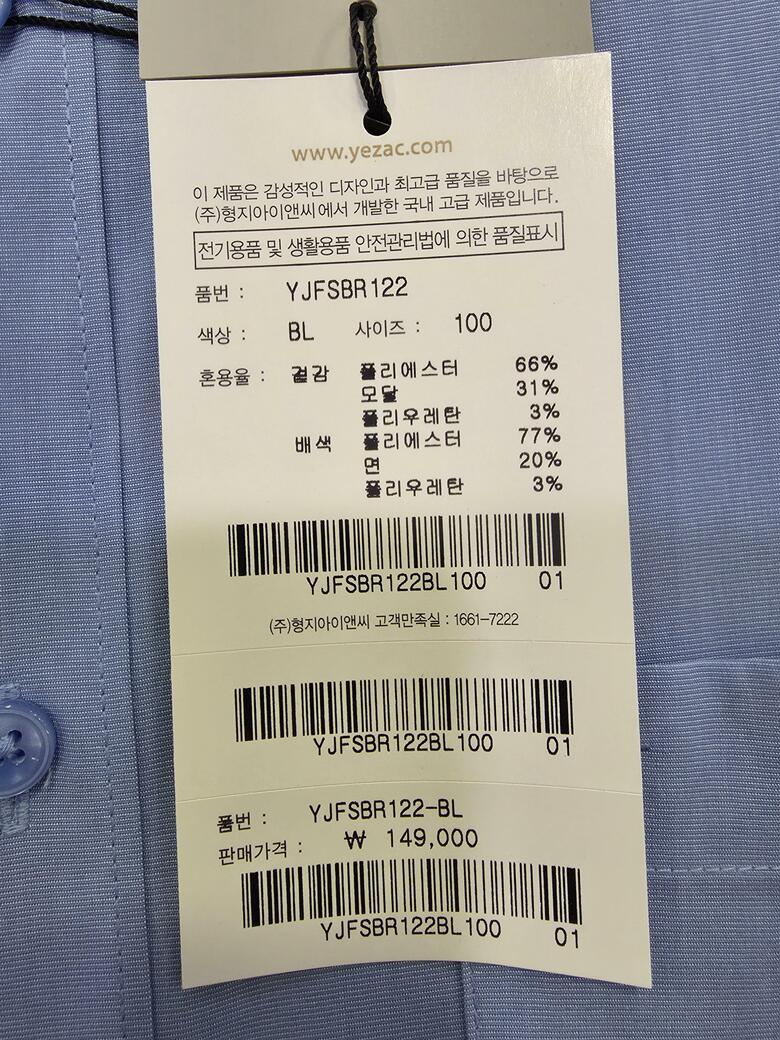 www.yezac.com
이 제품은 감성적인 디자인과 최고급 품질을 바탕으로
(주)형지아이앤씨에서 개발한 국내 고급 제품입니다.
전기용품 및 생활용품 안전관리법에 의한 품질표시
품번 : YJFSBR122
색상 : BL 사이즈 : 100
혼용율 : 겉감 폴리에스터 66%
모달 31%
폴리우레탄 3%
배색 폴리에스터 77%
면 20%
폴리우레탄 3%
YJFSBR122BL100 01
(주)형지아이앤씨 고객만족실 : 1661-7222
YJFSBR122BL100 01
품번 : YJFSBR122-BL
판매가격 : ₩ 149,000
YJFSBR122BL100 01